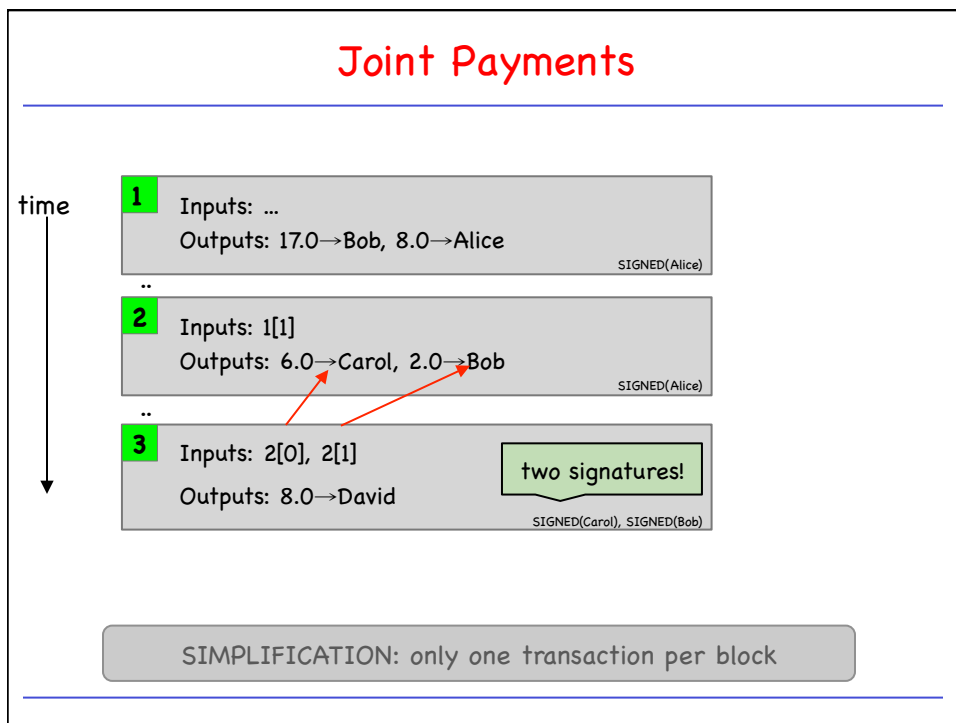 Joint Payments
time
1
Inputs: ...
Outputs: 17.0→Bob, 8.0→Alice
SIGNED(Alice)
..
2
Inputs: 1[1]
Outputs: 6.0→Carol, 2.0→Bob
SIGNED(Alice)
..
3
Inputs: 2[0], 2[1]
two signatures!
Outputs: 8.0→David
SIGNED(Carol), SIGNED(Bob)
SIMPLIFICATION: only one transaction per block